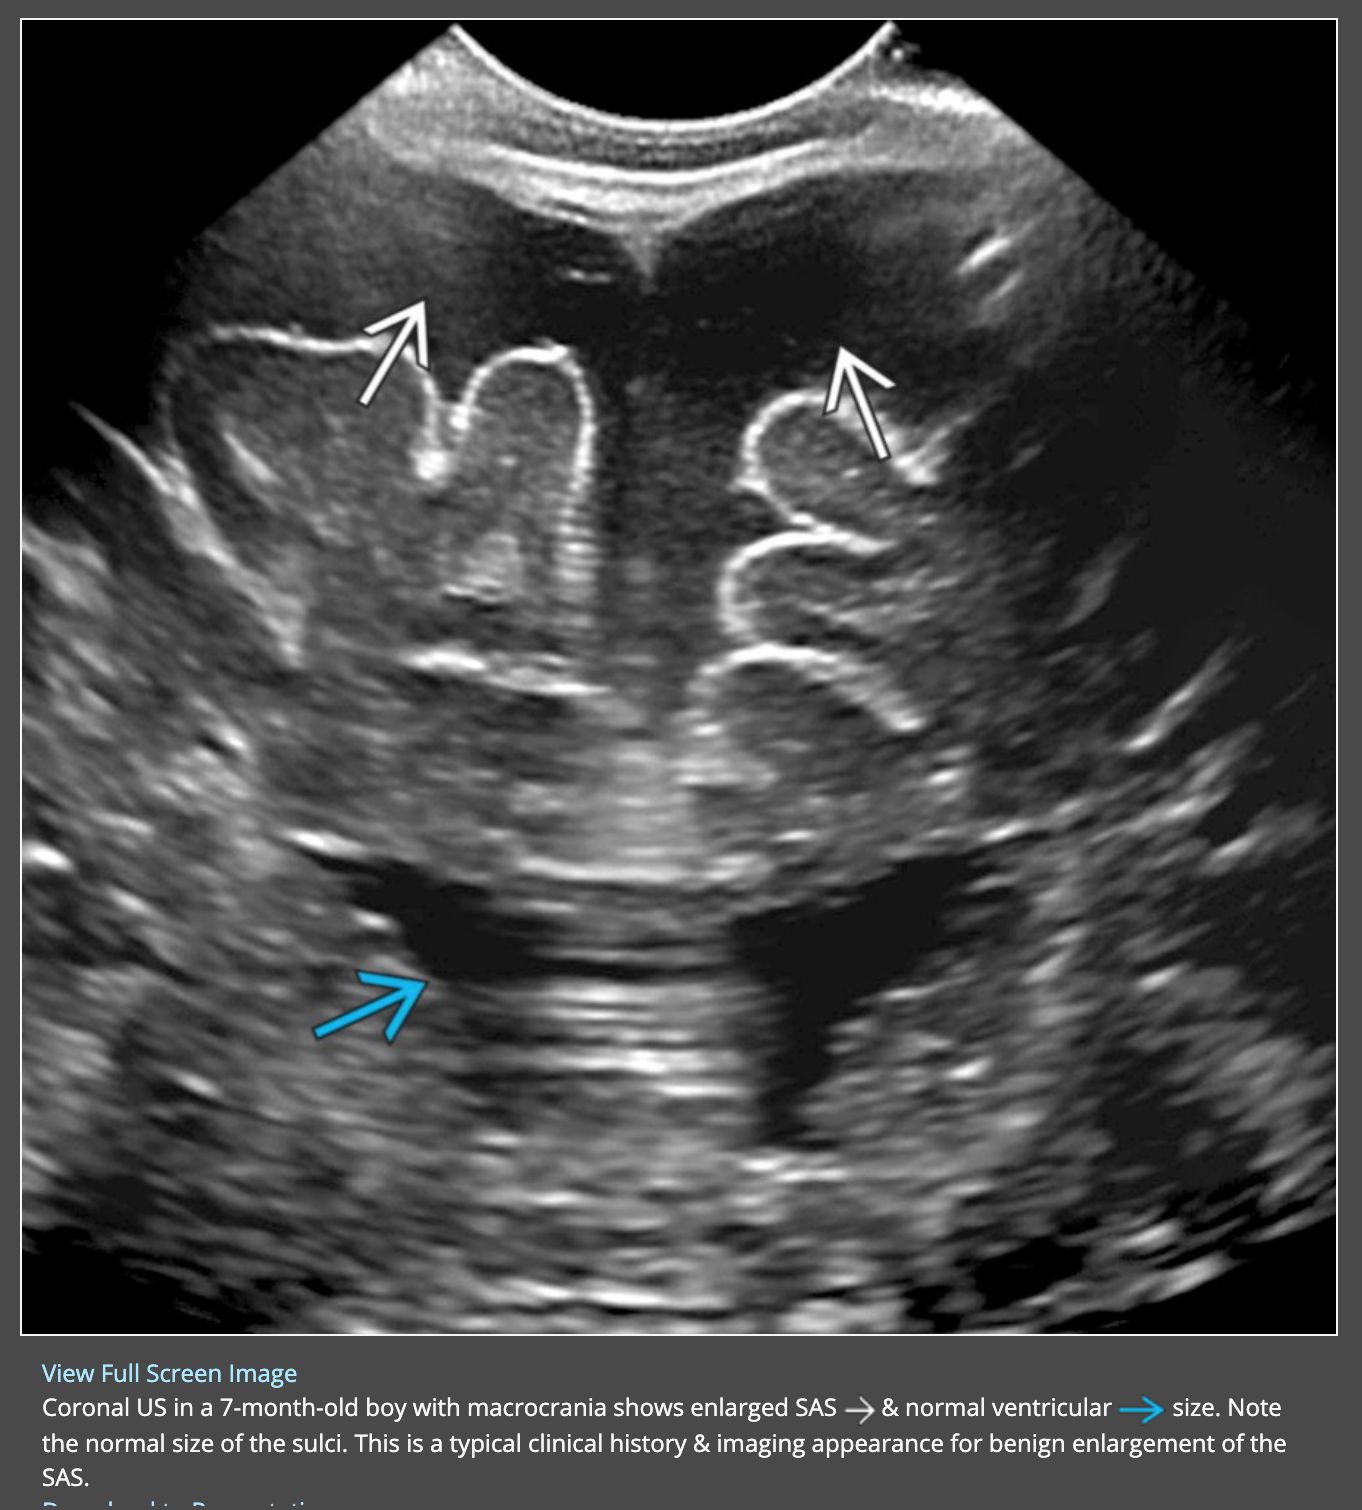 View Full Screen Image
Coronal US in a 7-month-old boy with macrocrania shows enlarged SAS → & normal ventricular → size. Note
the normal size of the sulci. This is a typical clinical history & imaging appearance for benign enlargement of the
SAS.